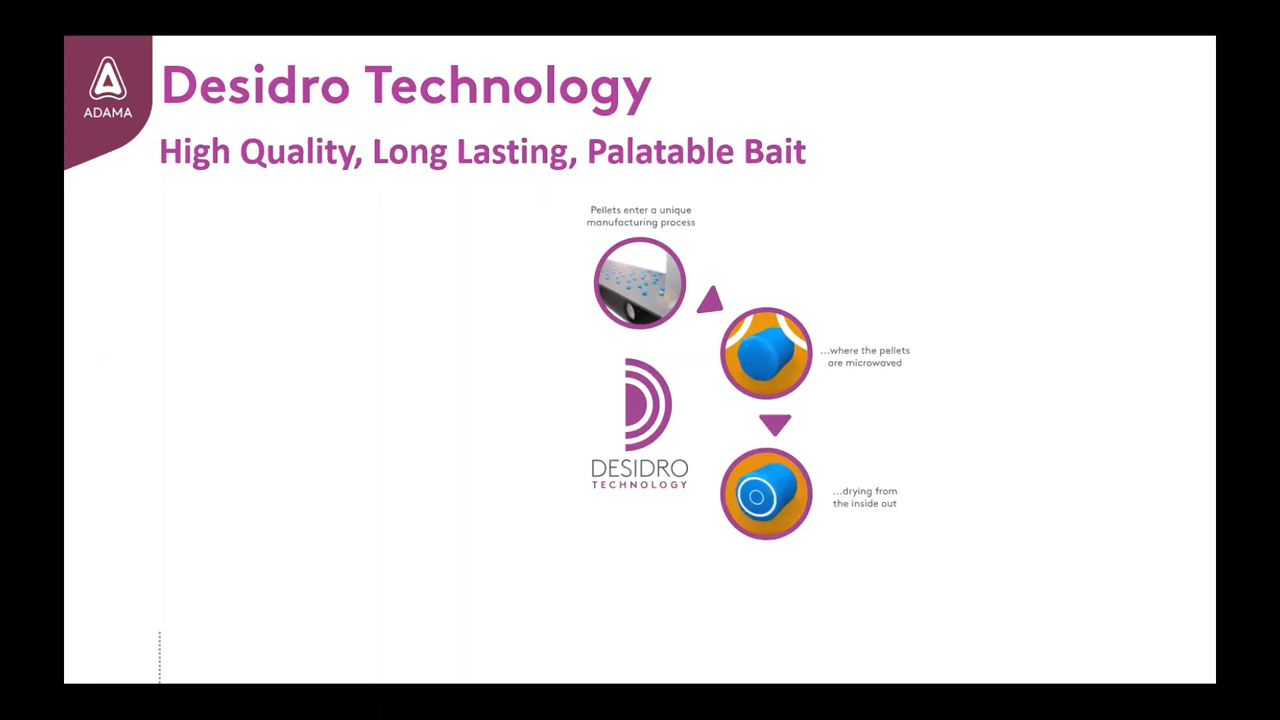 ADAMA
Desidro Technology
High Quality, Long Lasting, Palatable Bait
Pellets enter a unique
manufacturing process
...where the pellets
are microwaved
DESIDRO
TECHNOLOGY
...drying from
the inside out